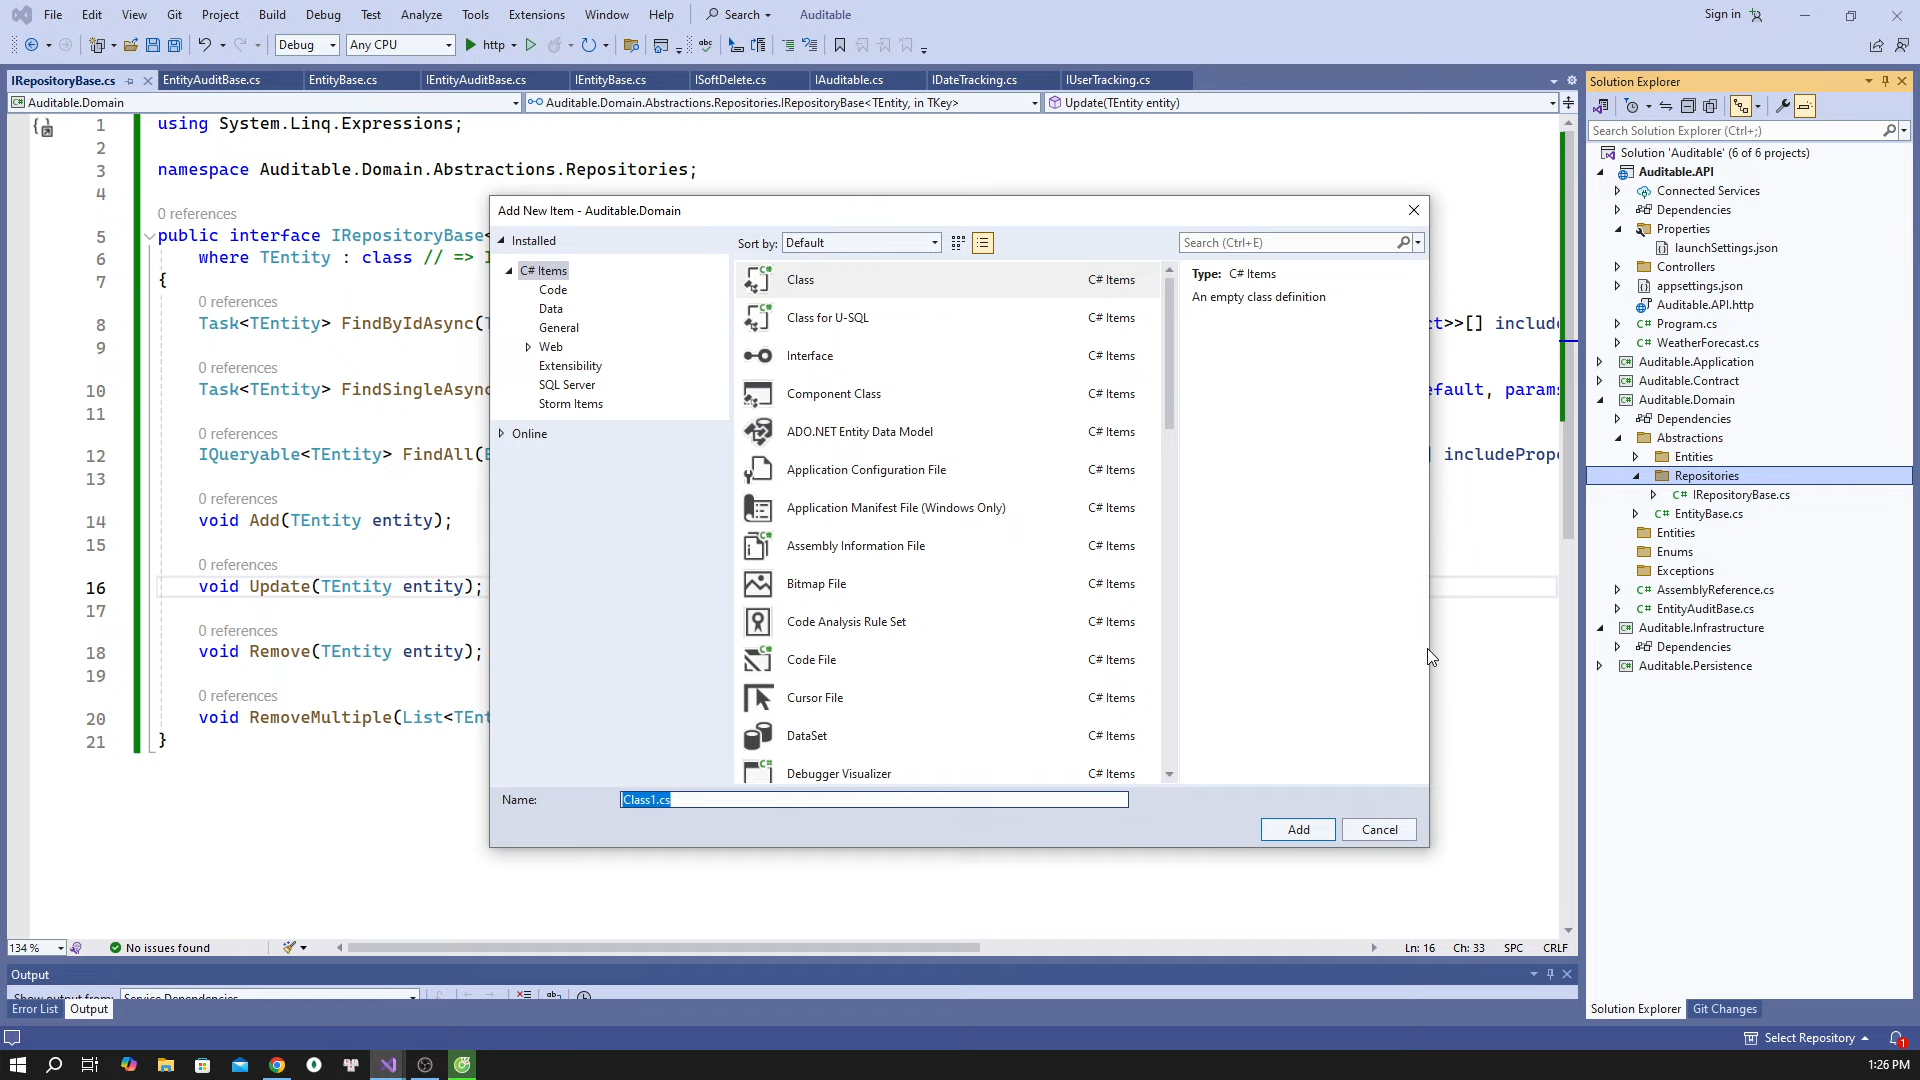 File Edit View Git Project Build Debug Test Analyze Tools Extensions Window Help Search Auditable Sign in
Debug Any CPU http
IRepositoryBase.cs EntityAuditBase.cs EntityBase.cs IEntityAuditBase.cs IEntityBase.cs ISoftDelete.cs IAuditable.cs IDateTracking.cs IUserTracking.cs
Auditable.Domain Auditable.Domain.Abstractions.Repositories.IRepositoryBase<TEntity, in TKey> Update(TEntity entity)
1 using System.Linq.Expressions;
2
3 namespace Auditable.Domain.Abstractions.Repositories;
4
0 references
5 public interface IRepositoryBase<
6 where TEntity : class // =>
7 {
0 references
8 Task<TEntity> FindByIdAsync( ct>>[] include
9
0 references
10 Task<TEntity> FindSingleAsync efault, params
11
0 references
12 IQueryable<TEntity> FindAll( ] includePrope
13
0 references
14 void Add(TEntity entity);
15
0 references
16 void Update(TEntity entity);
17
0 references
18 void Remove(TEntity entity);
19
0 references
20 void RemoveMultiple(List<TEnt
21 }
Add New Item - Auditable.Domain
Installed
C# Items
Code
Data
General
Web
Extensibility
SQL Server
Storm Items
Online
Sort by: Default
Search (Ctrl+E)
Class C# Items
Class for U-SQL C# Items
Interface C# Items
Component Class C# Items
ADO.NET Entity Data Model C# Items
Application Configuration File C# Items
Application Manifest File (Windows Only) C# Items
Assembly Information File C# Items
Bitmap File C# Items
Code Analysis Rule Set C# Items
Code File C# Items
Cursor File C# Items
DataSet C# Items
Debugger Visualizer C# Items
Type: C# Items
An empty class definition
Name: Class1.cs
Add Cancel
Solution Explorer
Search Solution Explorer (Ctrl+;)
Solution 'Auditable' (6 of 6 projects)
Auditable.API
Connected Services
Dependencies
Properties
launchSettings.json
Controllers
appsettings.json
Auditable.API.http
Program.cs
WeatherForecast.cs
Auditable.Application
Auditable.Contract
Auditable.Domain
Dependencies
Abstractions
Entities
Repositories
IRepositoryBase.cs
EntityBase.cs
Entities
Enums
Exceptions
AssemblyReference.cs
EntityAuditBase.cs
Auditable.Infrastructure
Dependencies
Auditable.Persistence
134 % No issues found Ln: 16 Ch: 33 SPC CRLF
Output
Show output from: Service Dependencies
Error List Output
Solution Explorer Git Changes
Select Repository 1
1:26 PM